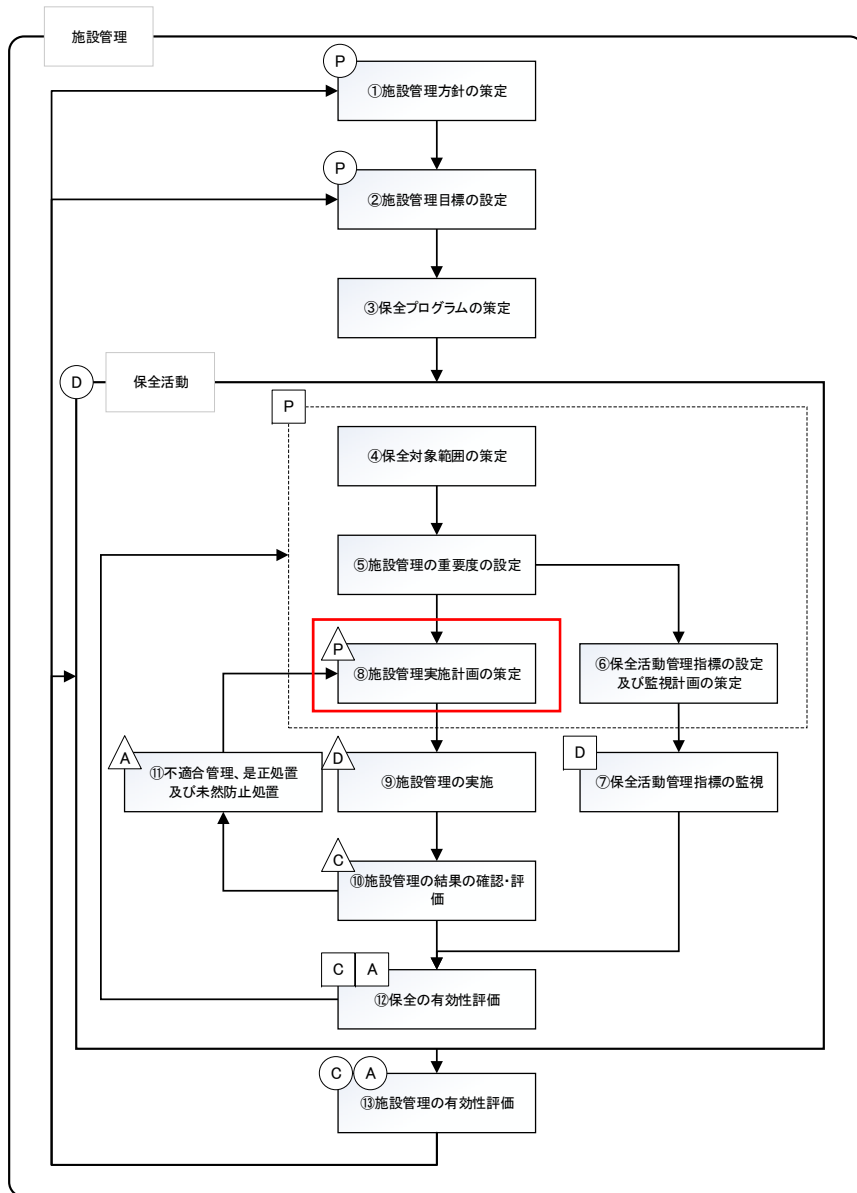 施設管理
P
①施設管理方針の策定
P
②施設管理目標の設定
③保全プログラムの策定
D
保全活動
P
④保全対象範囲の策定
⑤施設管理の重要度の設定
P
⑧施設管理実施計画の策定
⑥保全活動管理指標の設定
及び監視計画の策定
A
⑪不適合管理、是正処置
及び未然防止処置
D
⑨施設管理の実施
D
⑦保全活動管理指標の監視
C
⑩施設管理の結果の確認・評
価
C
A
⑫保全の有効性評価
C
A
⑬施設管理の有効性評価